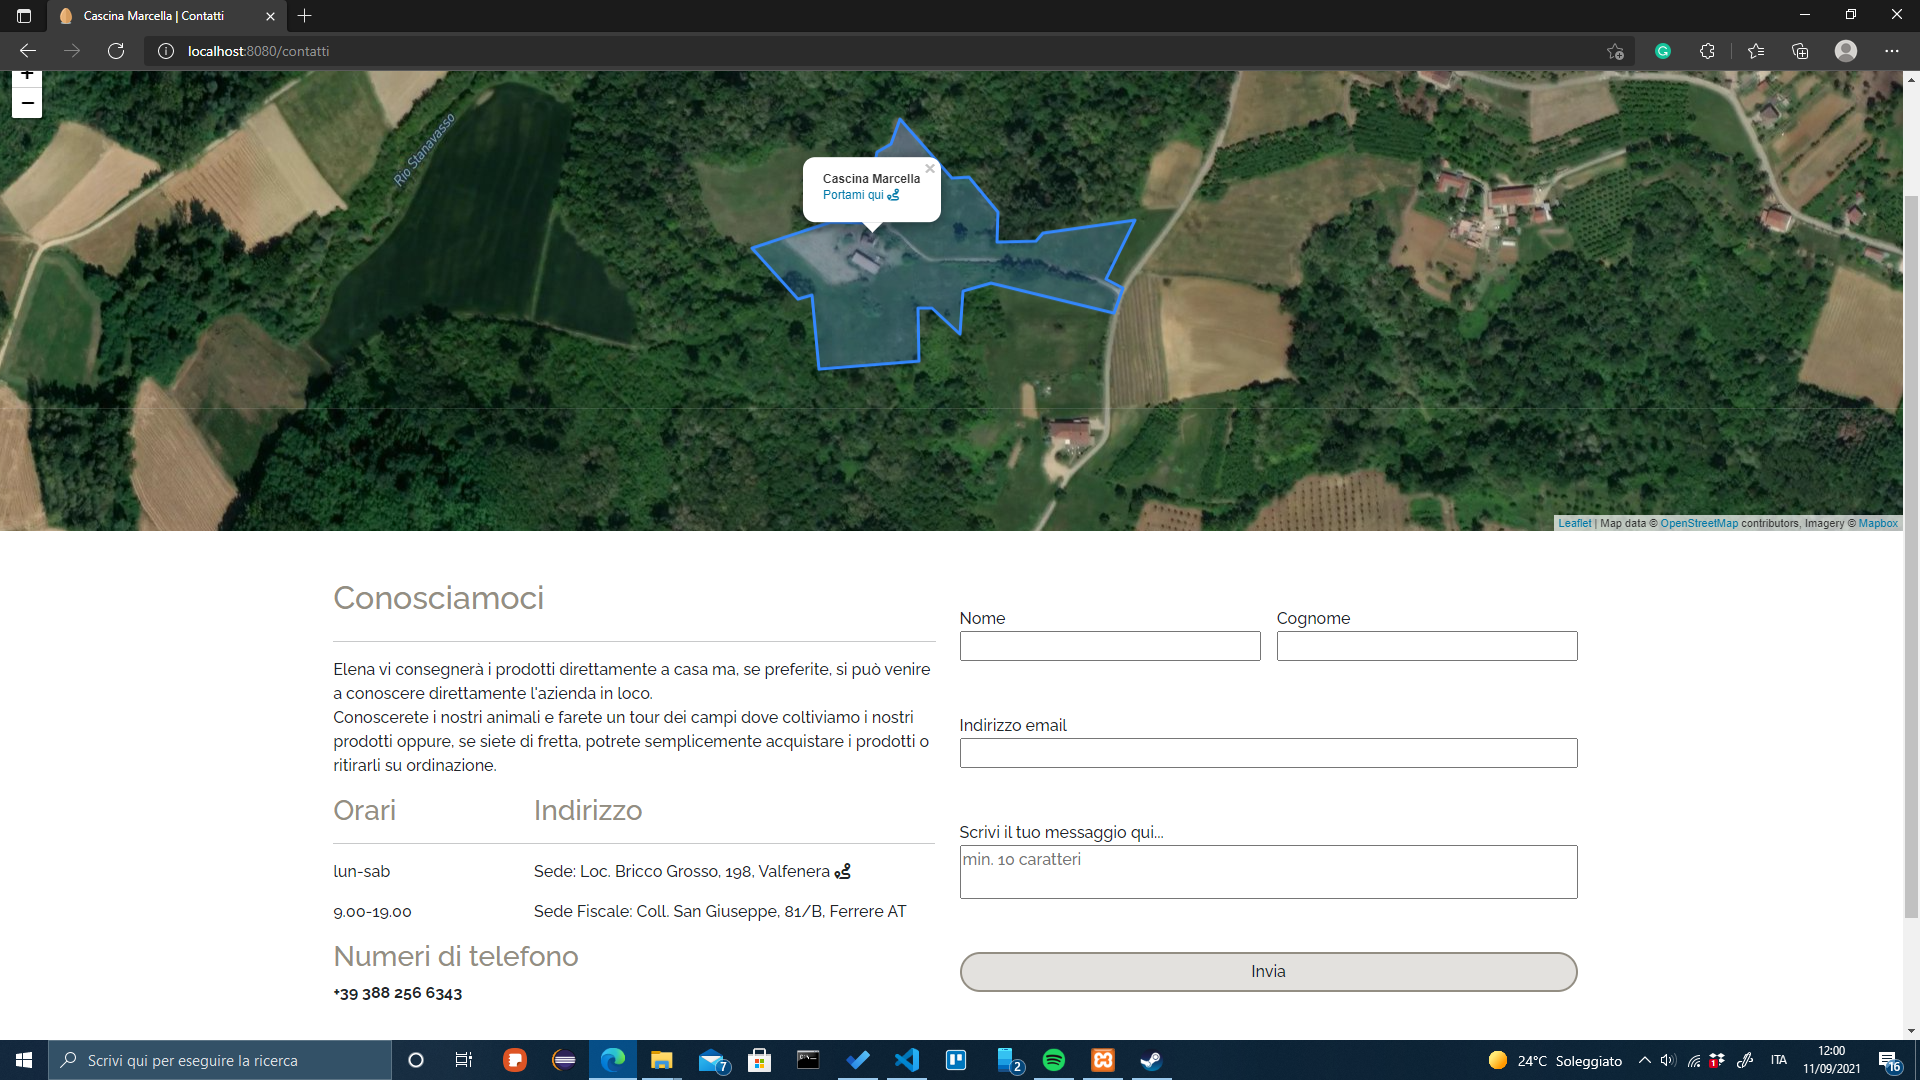 Cascina Marcella | Contatti
localhost:8080/contatti
+
−
Rio Stanavasso
Cascina Marcella
Portami qui
Leaflet | Map data © OpenStreetMap contributors, Imagery © Mapbox
Conosciamoci
Elena vi consegnerà i prodotti direttamente a casa ma, se preferite, si può venire
a conoscere direttamente l'azienda in loco.
Conoscerete i nostri animali e farete un tour dei campi dove coltiviamo i nostri
prodotti oppure, se siete di fretta, potrete semplicemente acquistare i prodotti o
ritirarli su ordinazione.
Orari
Indirizzo
lun-sab
Sede: Loc. Bricco Grosso, 198, Valfenera
9.00-19.00
Sede Fiscale: Coll. San Giuseppe, 81/B, Ferrere AT
Numeri di telefono
+39 388 256 6343
Nome
Cognome
Indirizzo email
Scrivi il tuo messaggio qui...
min. 10 caratteri
Invia
Scrivi qui per eseguire la ricerca
7
2
24°C Soleggiato
1
ITA
12:00
11/09/2021
16